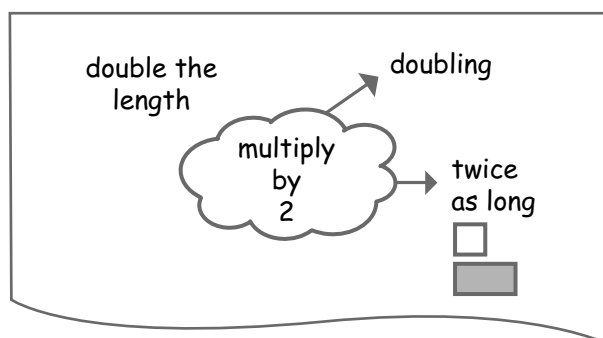 double the
length
doubling
multiply
by
2
twice
as long